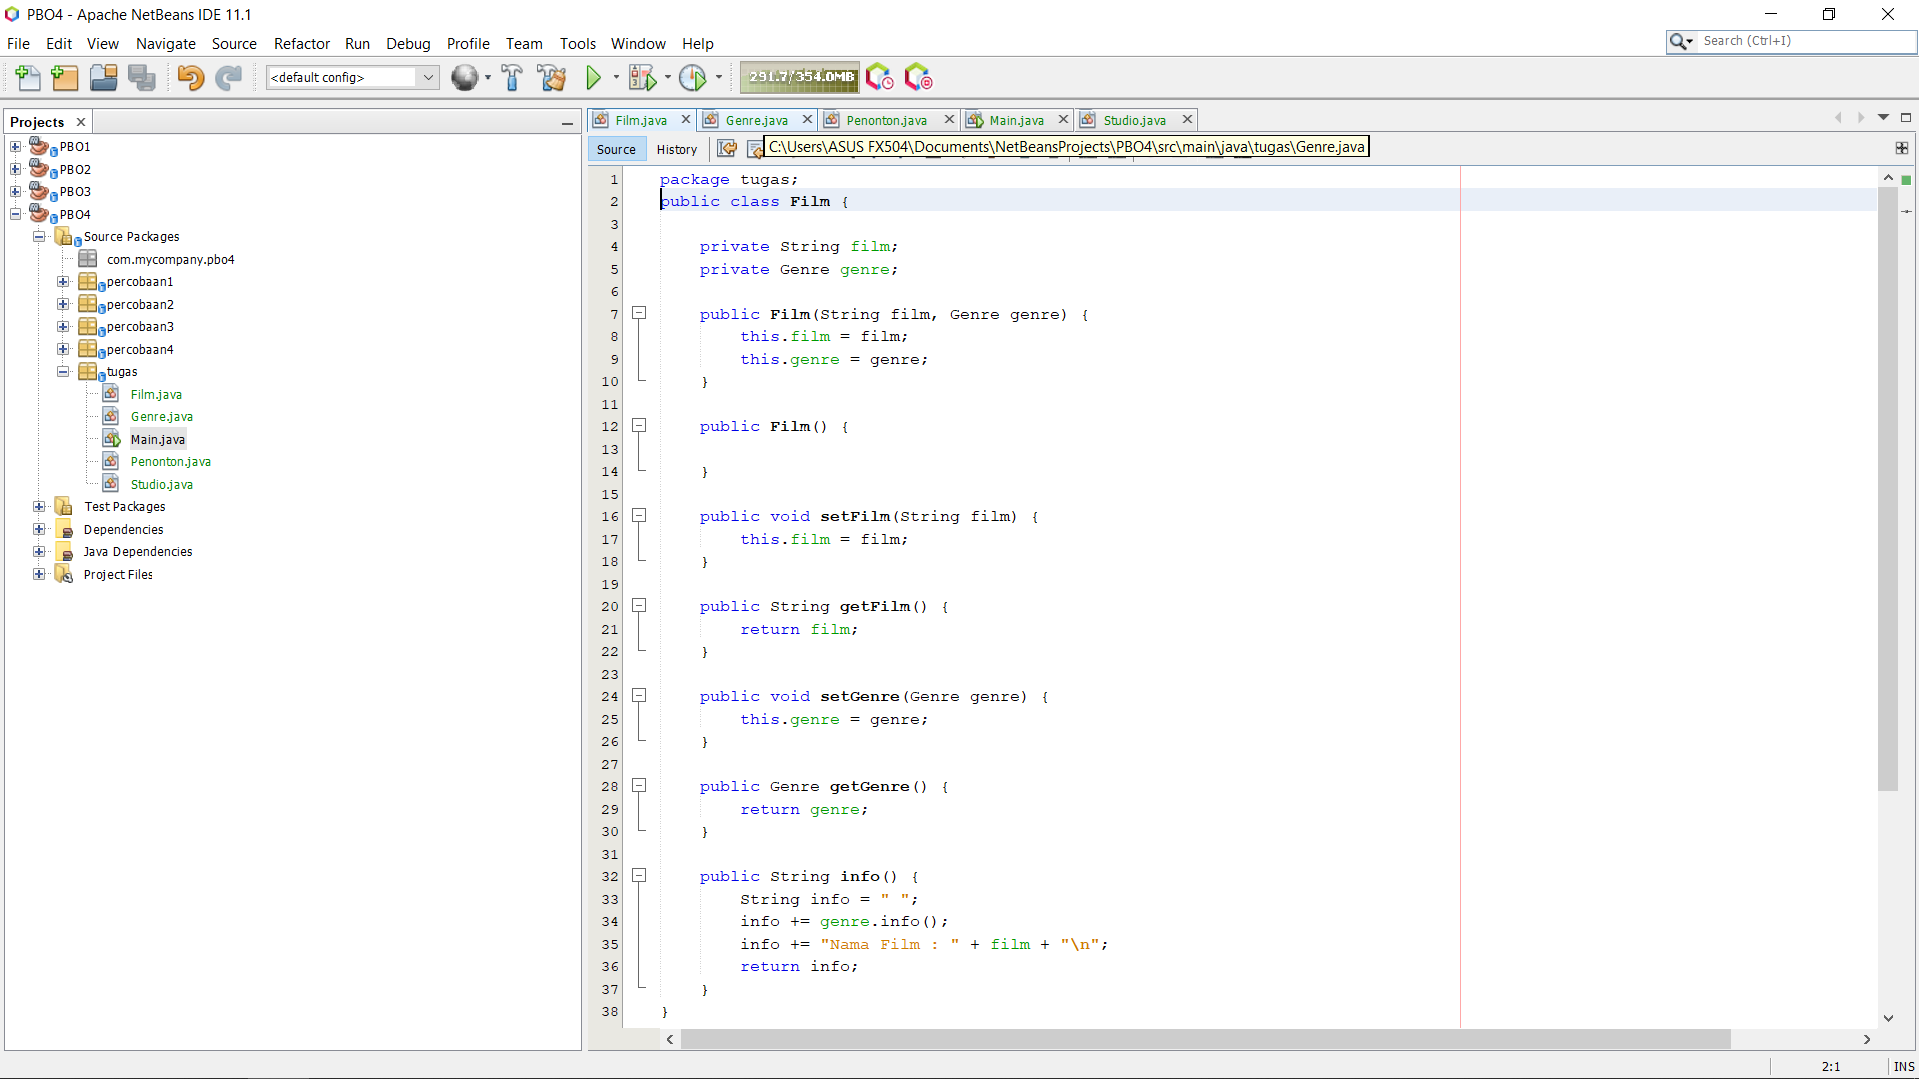 PBO4 - Apache NetBeans IDE 11.1
File Edit View Navigate Source Refactor Run Debug Profile Team Tools Window Help
Search (Ctrl+I)
<default config>
291.7/354.0MB
Projects
PBO1
PBO2
PBO3
PBO4
Source Packages
com.mycompany.pbo4
percobaan1
percobaan2
percobaan3
percobaan4
tugas
Film.java
Genre.java
Main.java
Penonton.java
Studio.java
Test Packages
Dependencies
Java Dependencies
Project Files
Film.java Genre.java Penonton.java Main.java Studio.java
Source History
C:\Users\ASUS FX504\Documents\NetBeansProjects\PBO4\src\main\java\tugas\Genre.java
1 package tugas;
2 public class Film {
3
4 private String film;
5 private Genre genre;
6
7 public Film(String film, Genre genre) {
8 this.film = film;
9 this.genre = genre;
10 }
11
12 public Film() {
13
14 }
15
16 public void setFilm(String film) {
17 this.film = film;
18 }
19
20 public String getFilm() {
21 return film;
22 }
23
24 public void setGenre(Genre genre) {
25 this.genre = genre;
26 }
27
28 public Genre getGenre() {
29 return genre;
30 }
31
32 public String info() {
33 String info = " ";
34 info += genre.info();
35 info += "Nama Film : " + film + "\n";
36 return info;
37 }
38 }
2:1 INS